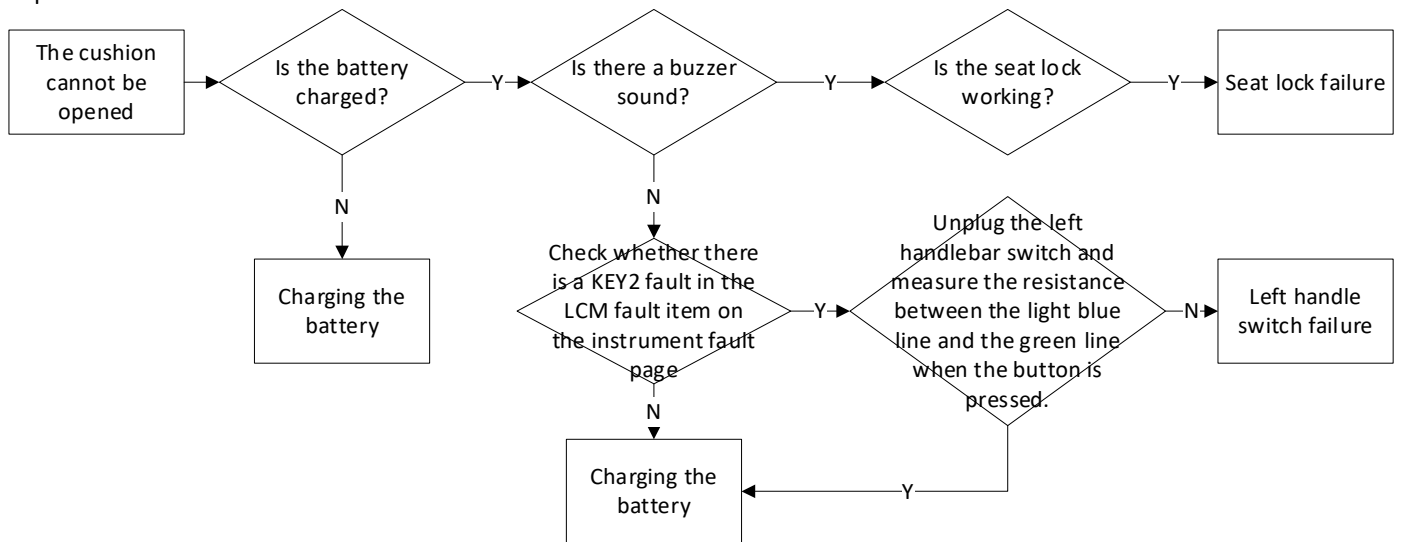 The cushion
cannot be
opened
Is the battery
charged?
Y
Is there a buzzer
sound?
Y
Is the seat lock
working?
Y
Seat lock failure
N
Charging the
battery
N
Check whether there
is a KEY2 fault in the
LCM fault item on
the instrument fault
page
Y
Unplug the left
handlebar switch and
measure the resistance
between the light blue
line and the green line
when the button is
pressed.
N
Left handle
switch failure
N
Charging the
battery
Y